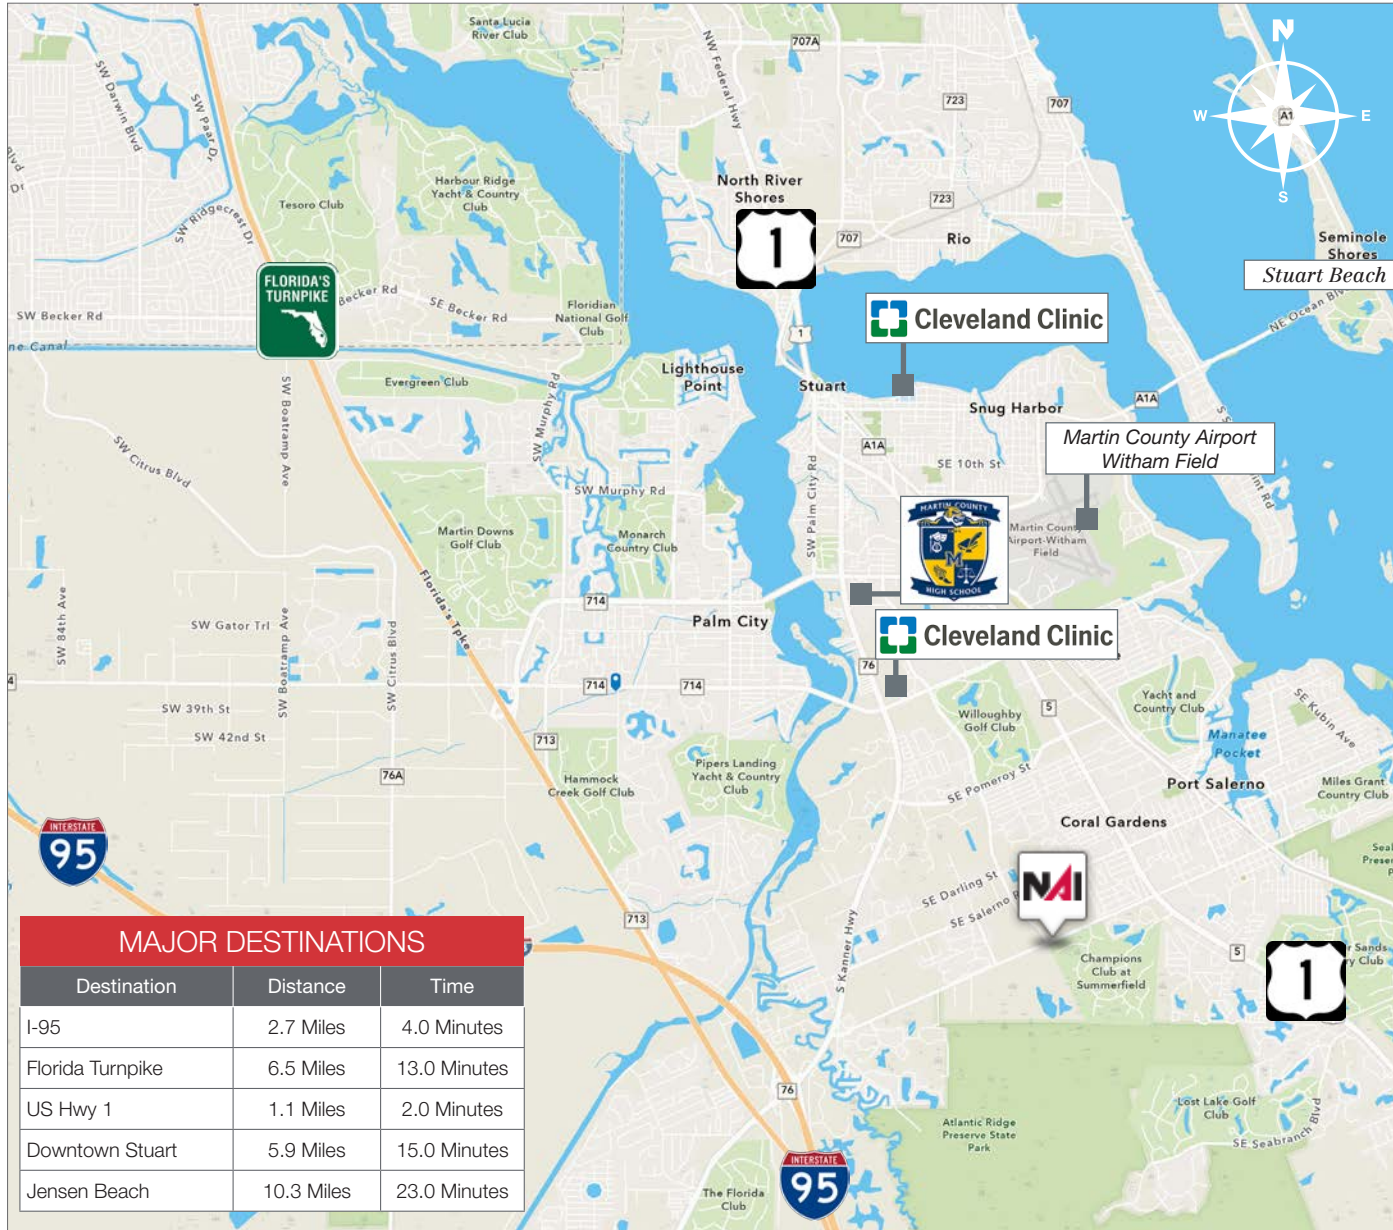 Santa Lucia
River Club
707A
NW Federal Hwy
SW Darwin Blvd
SW Paar Dr
723
707
N
W
A1
E
S
Blvd
Dr
Harbour Ridge
Yacht & Country
Club
Tesoro Club
SW Ridgecrest Dr
North River
Shores
723
1
707
Rio
Seminole
Shores
Stuart Beach
NE Ocean Blv
FLORIDA'S
TURNPIKE
Becker Rd
SE Becker Rd
SW Becker Rd
Floridian
National Golf
Club
Cleveland Clinic
1
ne Canal
Lighthouse
Point
Stuart
Evergreen Club
Snug Harbor
A1A
SW Boatramp Ave
SW Murphy Rd
SW Citrus Blvd
A1A
SE 10th St
Martin County Airport
Witham Field
SW Palm City Rd
SW Murphy Rd
Martin Downs
Golf Club
Monarch
Country Club
MARTIN COUNTY
M
HIGH SCHOOL
Martin County
Airport-Witham
Field
Florida's Tpke
SW 84th Ave
SW Boatramp Ave
SW Citrus Blvd
SW Gator Trl
714
Palm City
Cleveland Clinic
76
4
714
714
SW 39th St
SW 42nd St
Willoughby
Golf Club
5
Yacht and
Country Club
SE Kubin Ave
Manatee
Pocket
713
76A
Hammock
Creek Golf Club
Pipers Landing
Yacht & Country
Club
SE Pomeroy St
Port Salerno
Miles Grant
Country Club
Coral Gardens
INTERSTATE
95
NAI
SE Darling St
SE Salerno
713
S Kanner Hwy
Champions
Club at
Summerfield
5
1
MAJOR DESTINATIONS
Destination Distance Time
I-95 2.7 Miles 4.0 Minutes
Florida Turnpike 6.5 Miles 13.0 Minutes
US Hwy 1 1.1 Miles 2.0 Minutes
Downtown Stuart 5.9 Miles 15.0 Minutes
Jensen Beach 10.3 Miles 23.0 Minutes
76
Atlantic Ridge
Preserve State
Park
Lost Lake Golf
Club
SE Seabranch Blvd
INTERSTATE
95
The Florida
Club